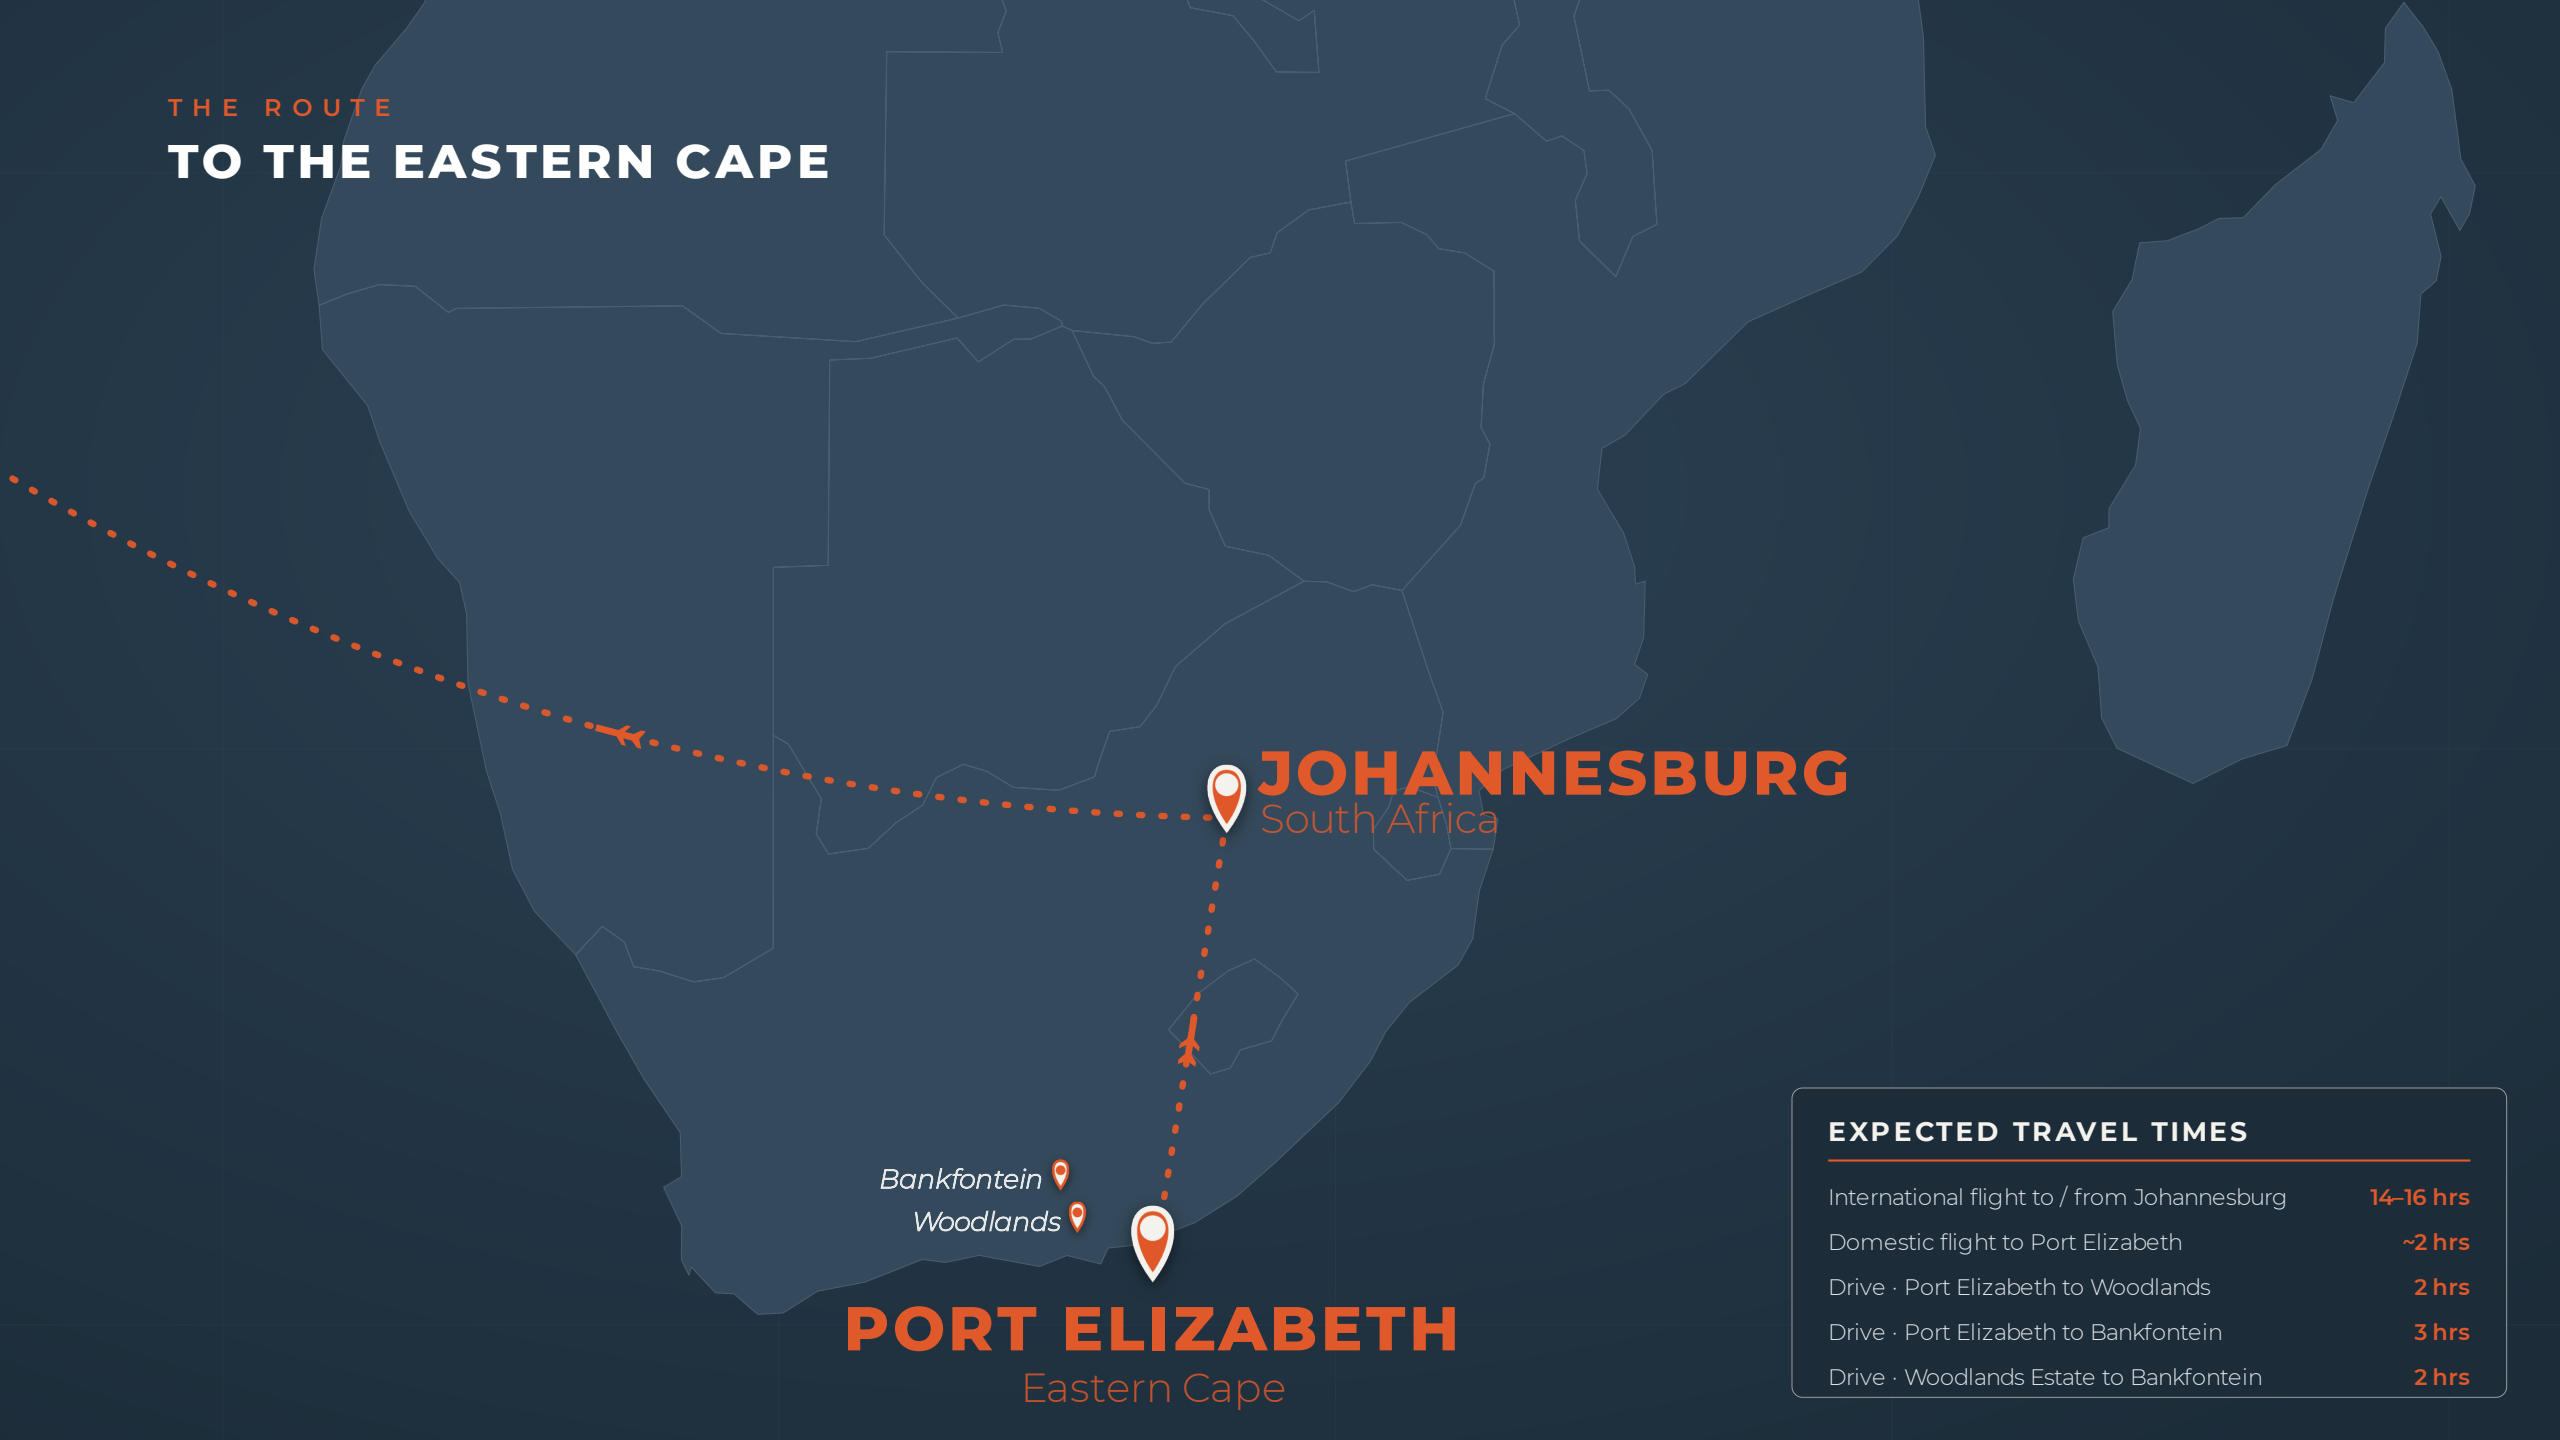 THE ROUTE
TO THE EASTERN CAPE
JOHANNESBURG
South Africa
Bankfontein
Woodlands
PORT ELIZABETH
Eastern Cape
EXPECTED TRAVEL TIMES
International flight to / from Johannesburg 14–16 hrs
Domestic flight to Port Elizabeth ~2 hrs
Drive · Port Elizabeth to Woodlands 2 hrs
Drive · Port Elizabeth to Bankfontein 3 hrs
Drive · Woodlands Estate to Bankfontein 2 hrs